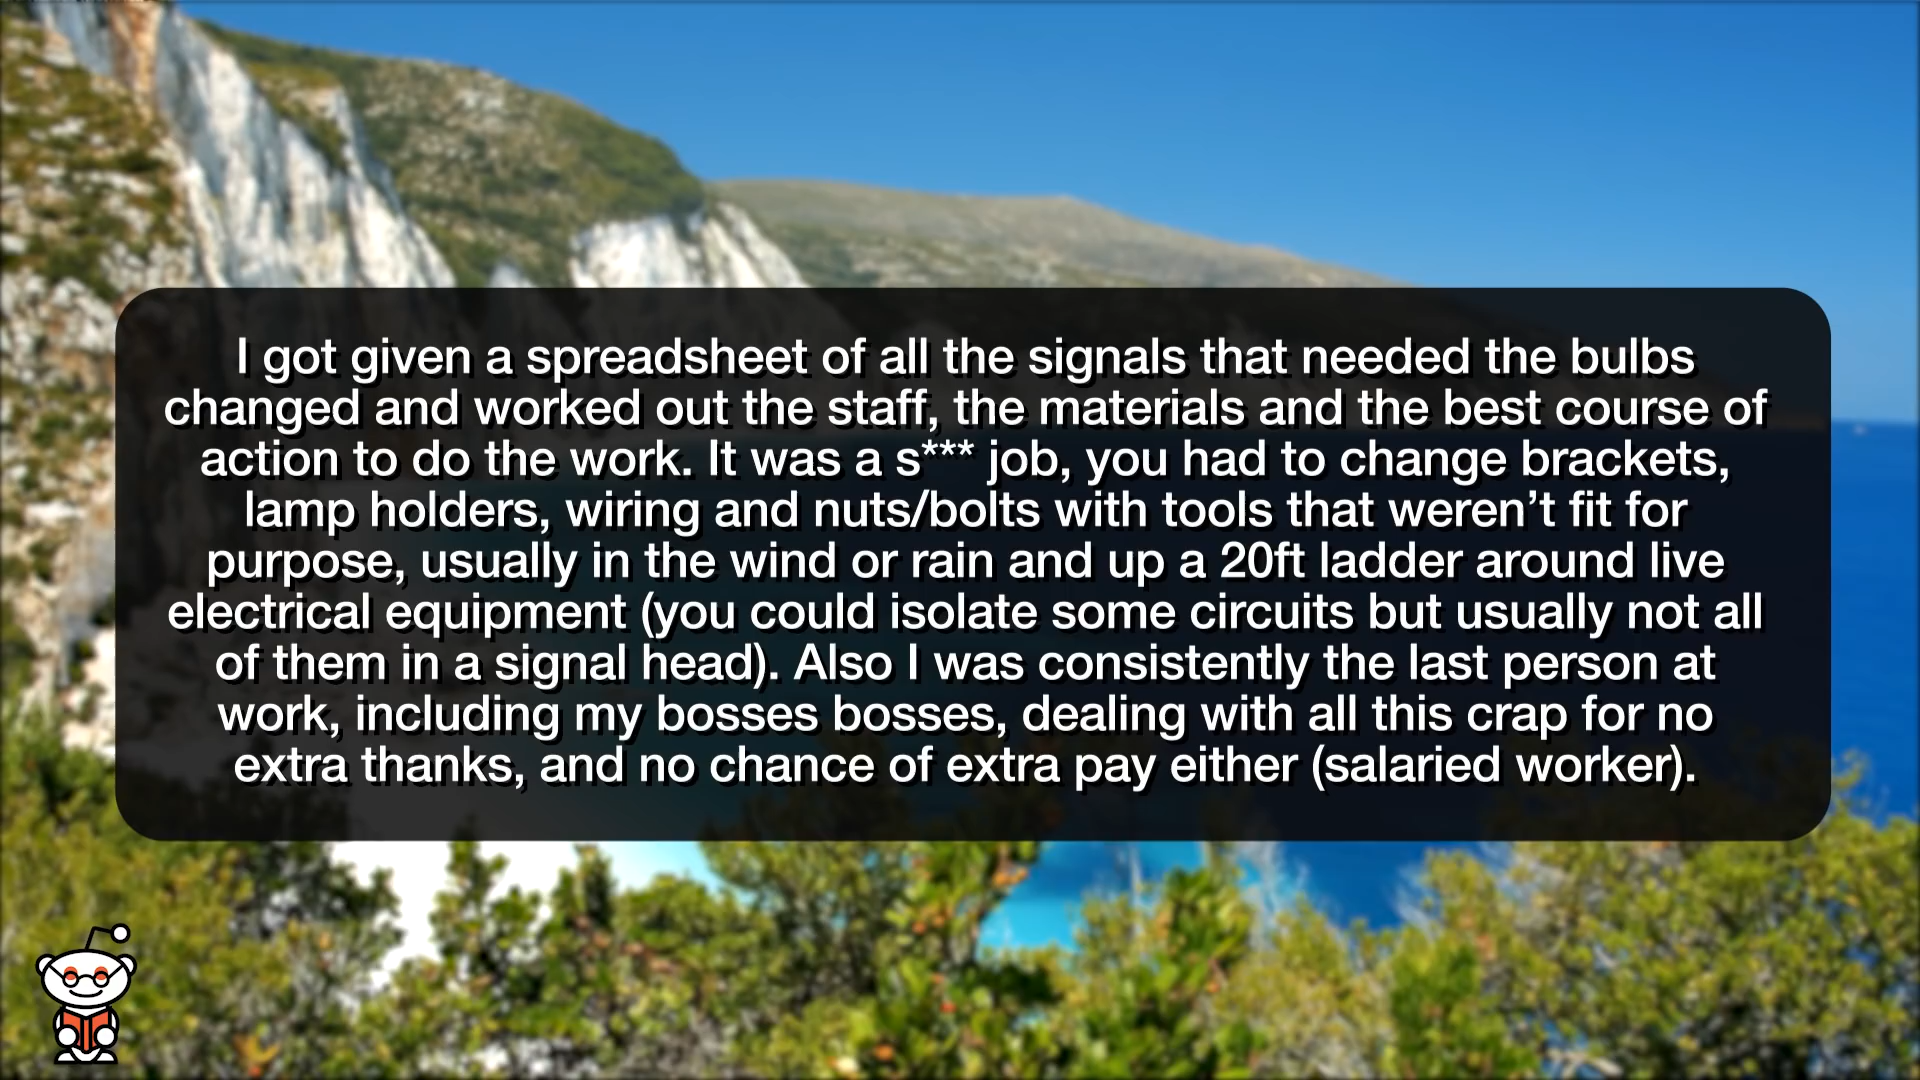 I got given a spreadsheet of all the signals that needed the bulbs
changed and worked out the staff, the materials and the best course of
action to do the work. It was a s*** job, you had to change brackets,
lamp holders, wiring and nuts/bolts with tools that weren’t fit for
purpose, usually in the wind or rain and up a 20ft ladder around live
electrical equipment (you could isolate some circuits but usually not all
of them in a signal head). Also I was consistently the last person at
work, including my bosses bosses, dealing with all this crap for no
extra thanks, and no chance of extra pay either (salaried worker).